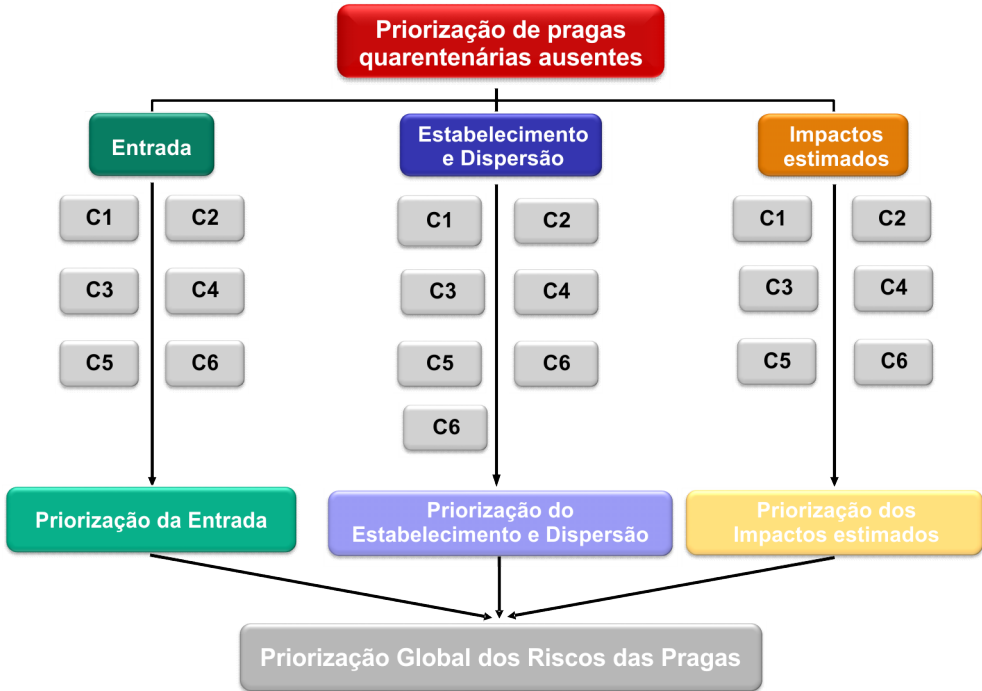 Priorização de pragas
quarentenárias ausentes
Entrada
Estabelecimento
e Dispersão
Impactos
estimados
C1
C2
C1
C2
C1
C2
C3
C4
C3
C4
C3
C4
C5
C6
C5
C6
C5
C6
C6
Priorização da Entrada
Priorização do
Estabelecimento e Dispersão
Priorização dos
Impactos estimados
Priorização Global dos Riscos das Pragas